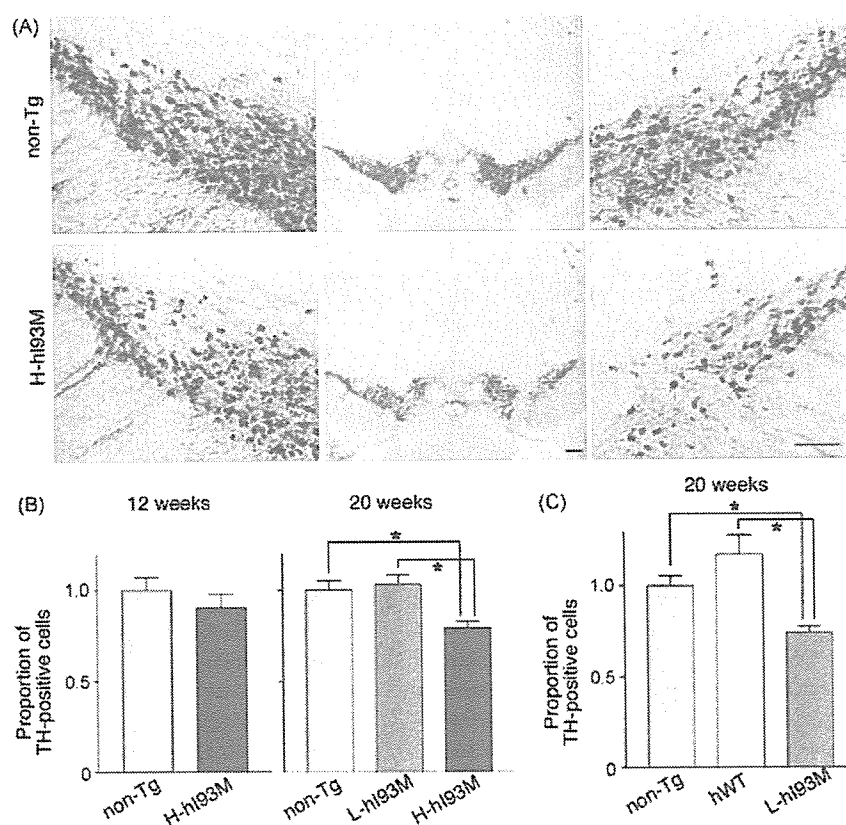 (A)
non-Tg
H-hI93M
(B)
12 weeks
20 weeks
Proportion of
TH-positive cells
1.0
0.5
0
non-Tg
H-hI93M
*
*
non-Tg
L-hI93M
H-hI93M
(C)
20 weeks
Proportion of
TH-positive cells
1.0
0.5
0
*
*
non-Tg
hWT
L-hI93M